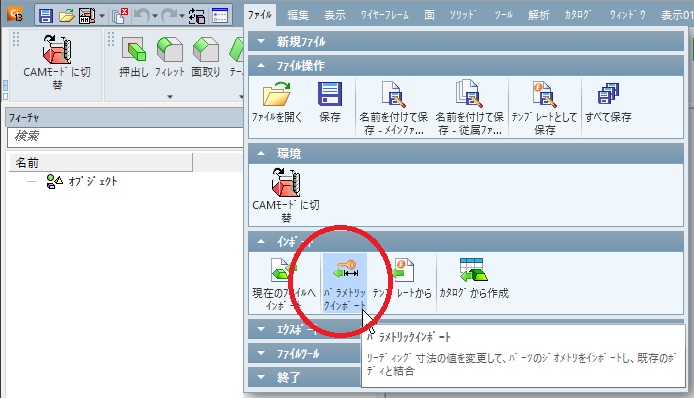 13
ファイル 編集 表示 ワイヤーフレーム 面 ソリッド ツール 解析 カタログ ウィンドウ 表示01
CAMモードに切替
押出し フィレット 面取り テー
フィーチャ
検索
名前
オブジェクト
新規ファイル
ファイル操作
ファイルを開く 保存 名前を付けて保存 - メインファ... 名前を付けて保存 - 従属ファ... テンプレートとして保存 すべて保存
環境
CAMモードに切替
インポート
現在のファイルへインポート パラメトリックインポート テンプレートから カタログから作成
エクスポート
パラメトリックインポート
リーディング寸法の値を変更して、パーツのジオメトリをインポートし、既存のボディと結合
ファイルツール
終了